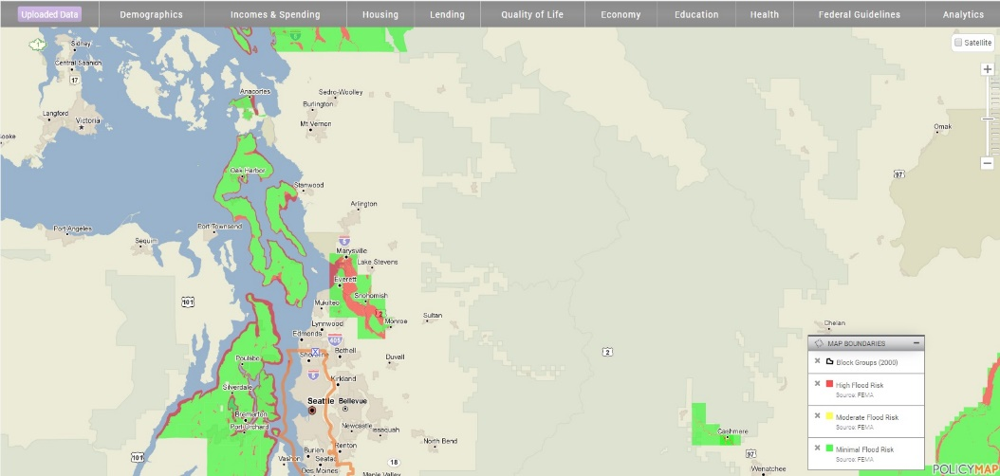 Uploaded Data
Demographics
Incomes & Spending
Housing
Lending
Quality of Life
Economy
Education
Health
Federal Guidelines
Analytics
Satellite
1
Sidney
5
Central Saanich
17
Anacortes
Sedro-Woolley
Burlington
Langford
Victoria
Mt Vernon
Omak
ooke
Oak Harbor
97
Stanwood
Arlington
Port Angeles
Port Townsend
Sequim
5
Marysville
Lake Stevens
Everett
101
Mukilteo
Snohomish
2
Monroe
Sultan
Lynnwood
Edmonds
405
Chelan
MAP BOUNDARIES
Shoreline
Bothell
2
Poulsbo
Duvall
Block Groups (2000)
5
Kirkland
High Flood Risk
Source: FEMA
Silverdale
Seattle
Bellevue
Bremerton
Moderate Flood Risk
Source: FEMA
Port Orchard
Newcastle
Issaquah
Cashmere
North Bend
Renton
Minimal Flood Risk
Source: FEMA
101
Burien
Vashon
Seatac
97
18
Des Moines
Maple Valley
Wenatchee
POLICYMAP